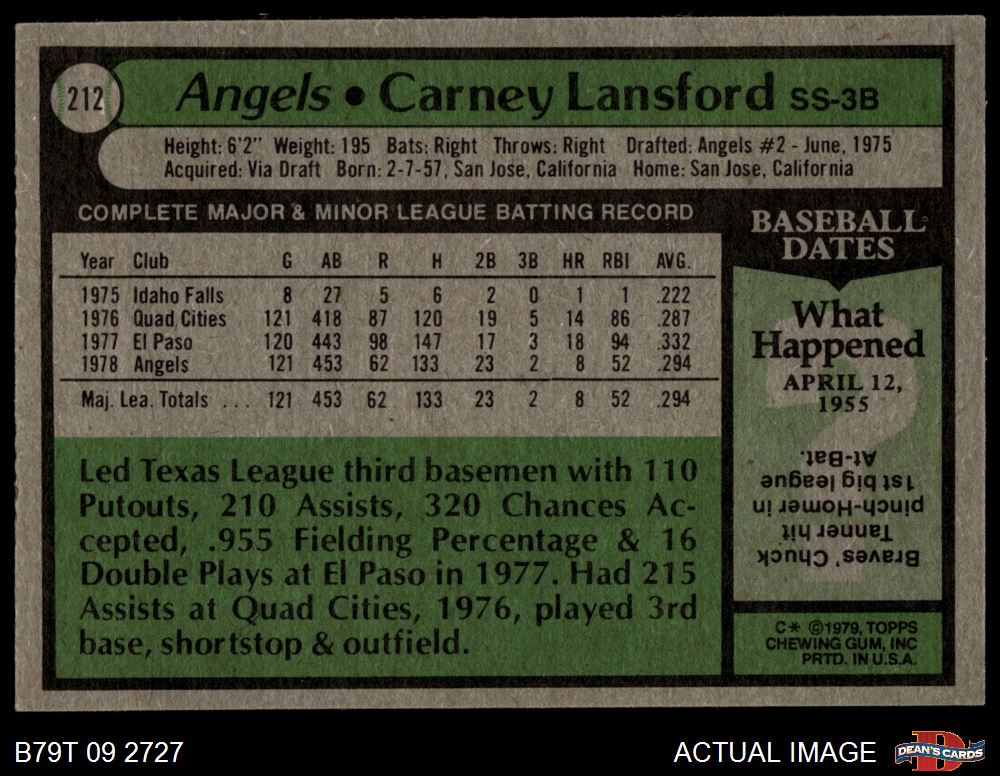 212
Angels • Carney Lansford SS-3B
Height: 6'2" Weight: 195 Bats: Right Throws: Right Drafted: Angels #2 - June, 1975
Acquired: Via Draft Born: 2-7-57, San Jose, California Home: San Jose, California
COMPLETE MAJOR & MINOR LEAGUE BATTING RECORD
Year Club G AB R H 2B 3B HR RBI AVG.
1975 Idaho Falls 8 27 5 6 2 0 1 1 .222
1976 Quad Cities 121 418 87 120 19 5 14 86 .287
1977 El Paso 120 443 98 147 17 3 18 94 .332
1978 Angels 121 453 62 133 23 2 8 52 .294
Maj. Lea. Totals ... 121 453 62 133 23 2 8 52 .294
Led Texas League third basemen with 110
Putouts, 210 Assists, 320 Chances Ac-
cepted, .955 Fielding Percentage & 16
Double Plays at El Paso in 1977. Had 215
Assists at Quad Cities, 1976, played 3rd
base, shortstop & outfield.
BASEBALL
DATES
What
Happened
APRIL 12,
1955
?
Braves' Chuck
Tanner hit
pinch-Homer in
1st big league
At-Bat.
C* ©1979, TOPPS
CHEWING GUM, INC
PRTD. IN U.S.A.
B79T 09 2727
ACTUAL IMAGE
D
DEAN'S CARDS